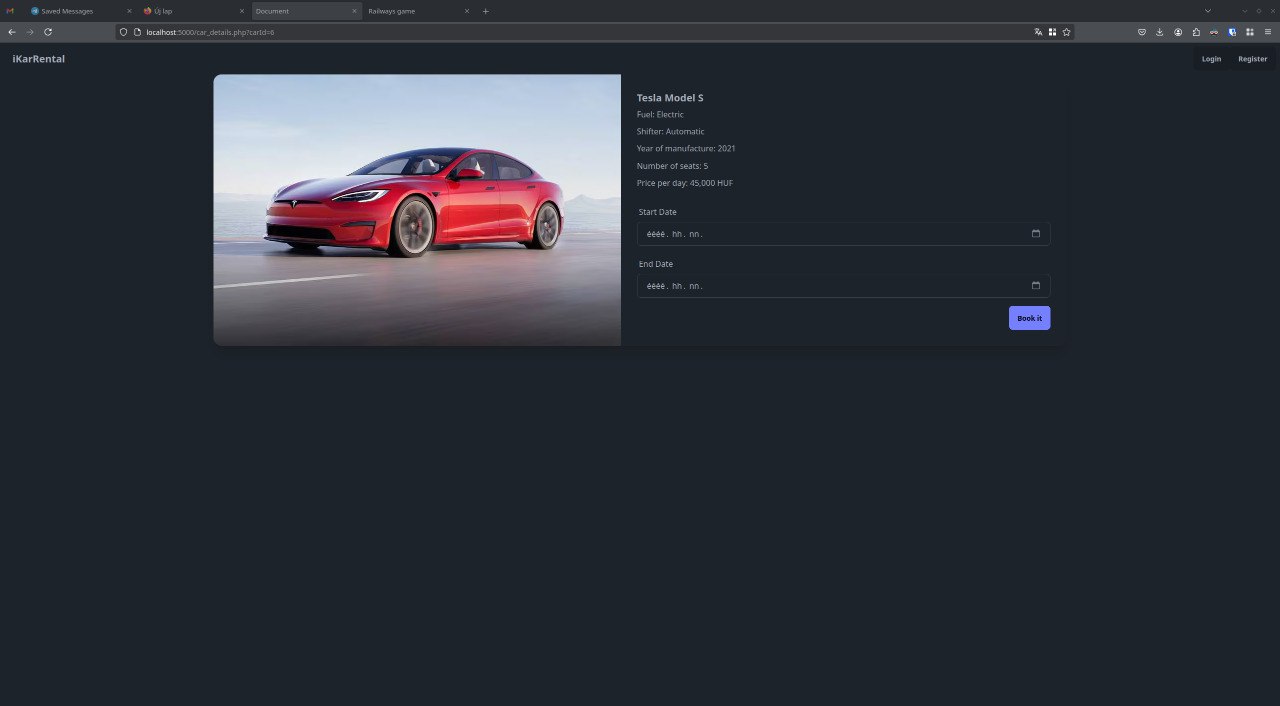 Saved Messages
Új lap
Document
Railways game
localhost:5000/car_details.php?carId=6
iKarRental
Login
Register
Tesla Model S
Fuel: Electric
Shifter: Automatic
Year of manufacture: 2021
Number of seats: 5
Price per day: 45,000 HUF
Start Date
éééé. hh. nn.
End Date
éééé. hh. nn.
Book it